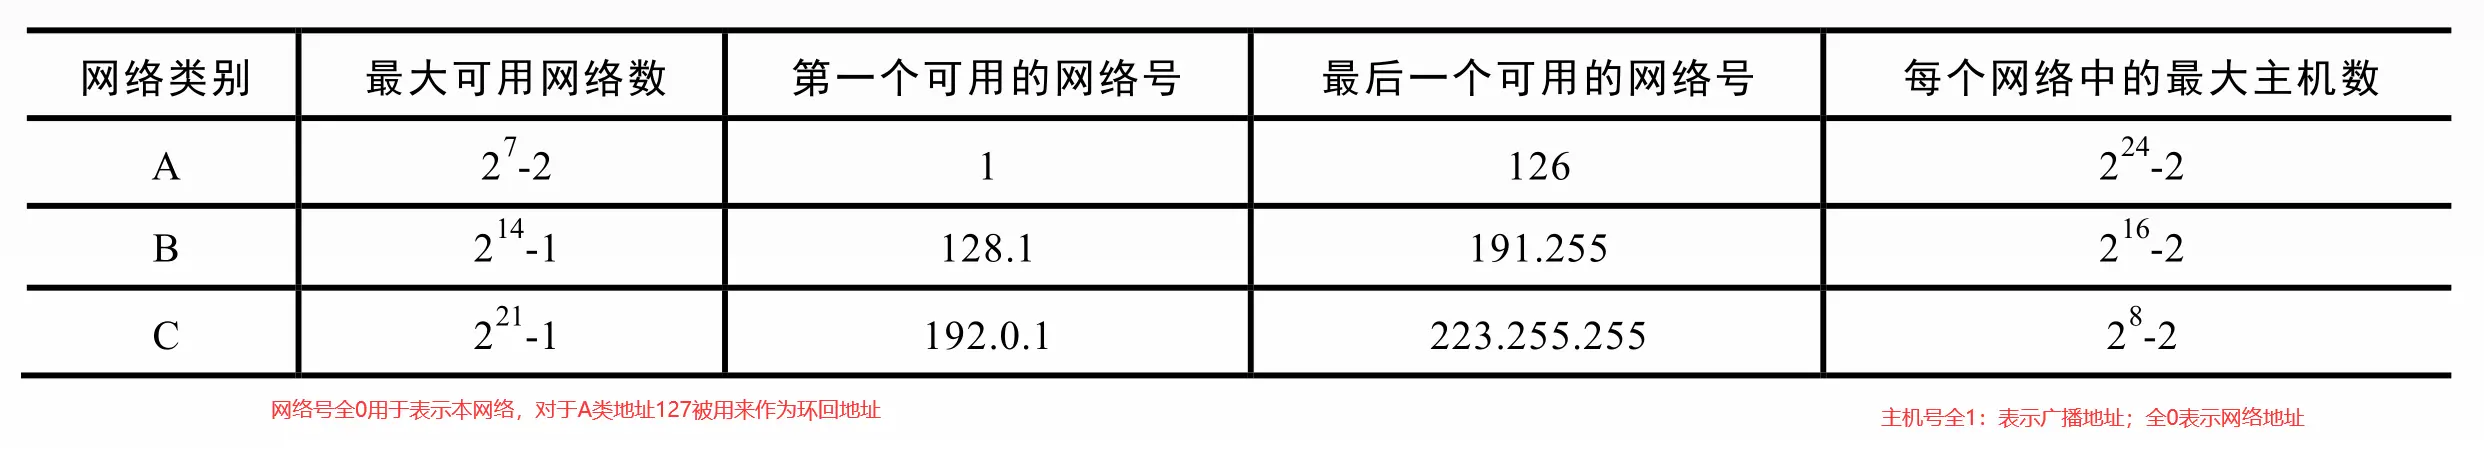 网络类别 最大可用网络数 第一个可用的网络号 最后一个可用的网络号 每个网络中的最大主机数
A 2^7-2 1 126 2^24-2
B 2^14-1 128.1 191.255 2^16-2
C 2^21-1 192.0.1 223.255.255 2^8-2
网络号全0用于表示本网络，对于A类地址127被用来作为环回地址
主机号全1：表示广播地址；全0表示网络地址